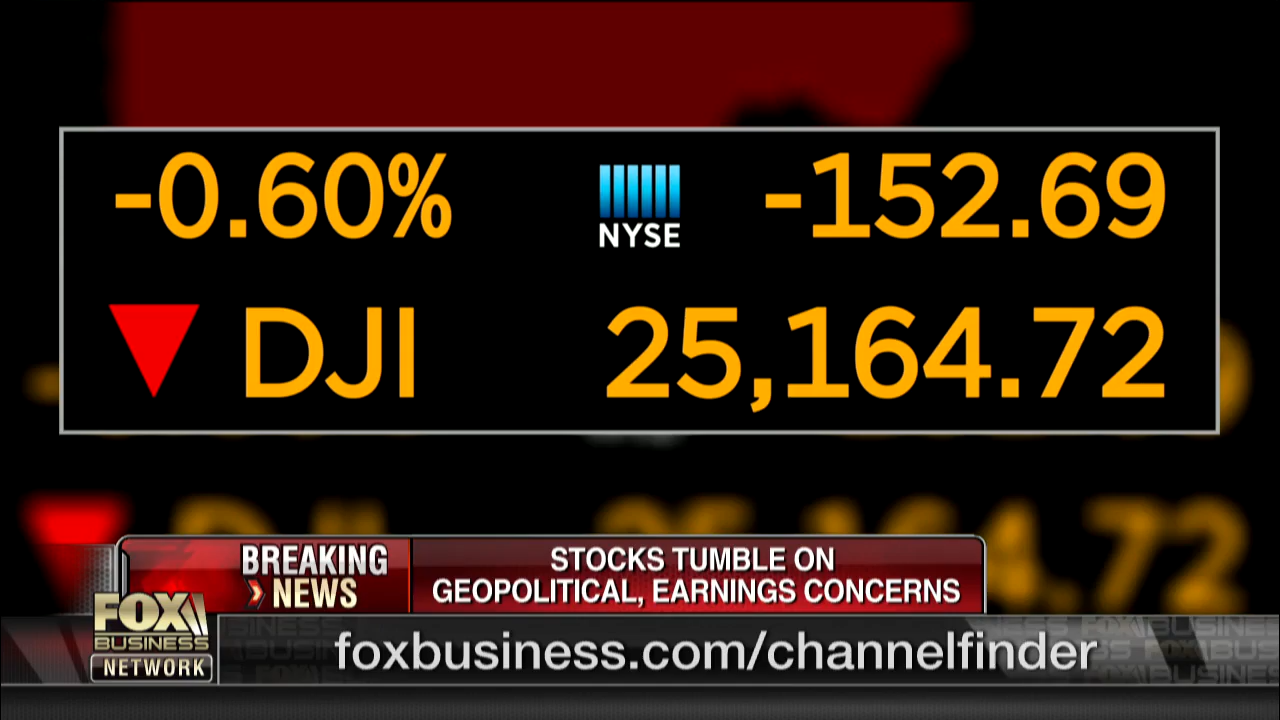 -0.60%
NYSE
-152.69
DJI
25,164.72
BREAKING
NEWS
STOCKS TUMBLE ON
GEOPOLITICAL, EARNINGS CONCERNS
FOX
BUSINESS
NETWORK
foxbusiness.com/channelfinder